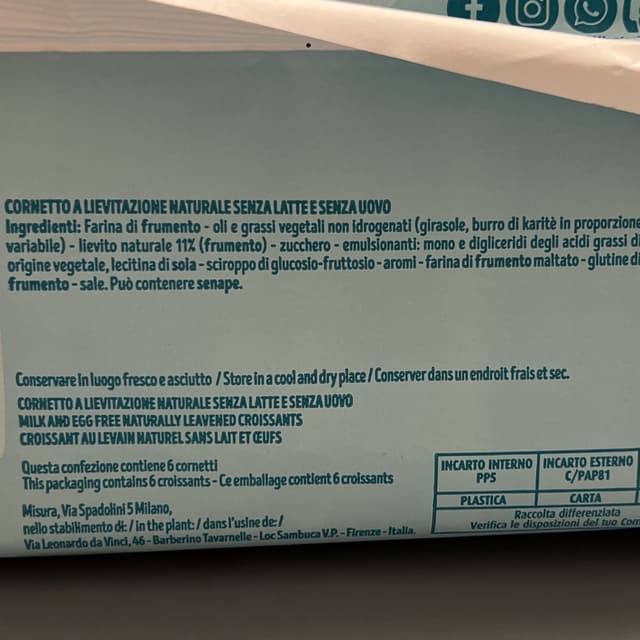 CORNETTO A LIEVITAZIONE NATURALE SENZA LATTE E SENZA UOVO
Ingredienti: Farina di frumento - oli e grassi vegetali non idrogenati (girasole, burro di karitè in proporzione
variabile) - lievito naturale 11% (frumento) - zucchero - emulsionanti: mono e digliceridi degli acidi grassi di
origine vegetale, lecitina di soia - sciroppo di glucosio-fruttosio - aromi - farina di frumento maltato - glutine di
frumento - sale. Può contenere senape.
Conservare in luogo fresco e asciutto / Store in a cool and dry place / Conserver dans un endroit frais et sec.
CORNETTO A LIEVITAZIONE NATURALE SENZA LATTE E SENZA UOVO
MILK AND EGG FREE NATURALLY LEAVENED CROISSANTS
CROISSANT AU LEVAIN NATUREL SANS LAIT ET ŒUFS
Questa confezione contiene 6 cornetti
This packaging contains 6 croissants - Ce emballage contient 6 croissants
Misura, Via Spadolini 5 Milano,
nello stabilimento di: / in the plant: / dans l'usine de: /
Via Leonardo da Vinci, 46 - Barberino Tavarnelle - Loc Sambuca V.P. - Firenze - Italia.
INCARTO INTERNO INCARTO ESTERNO
PP5 C/PAP81
PLASTICA CARTA
Raccolta differenziata
Verifica le disposizioni del tuo Com